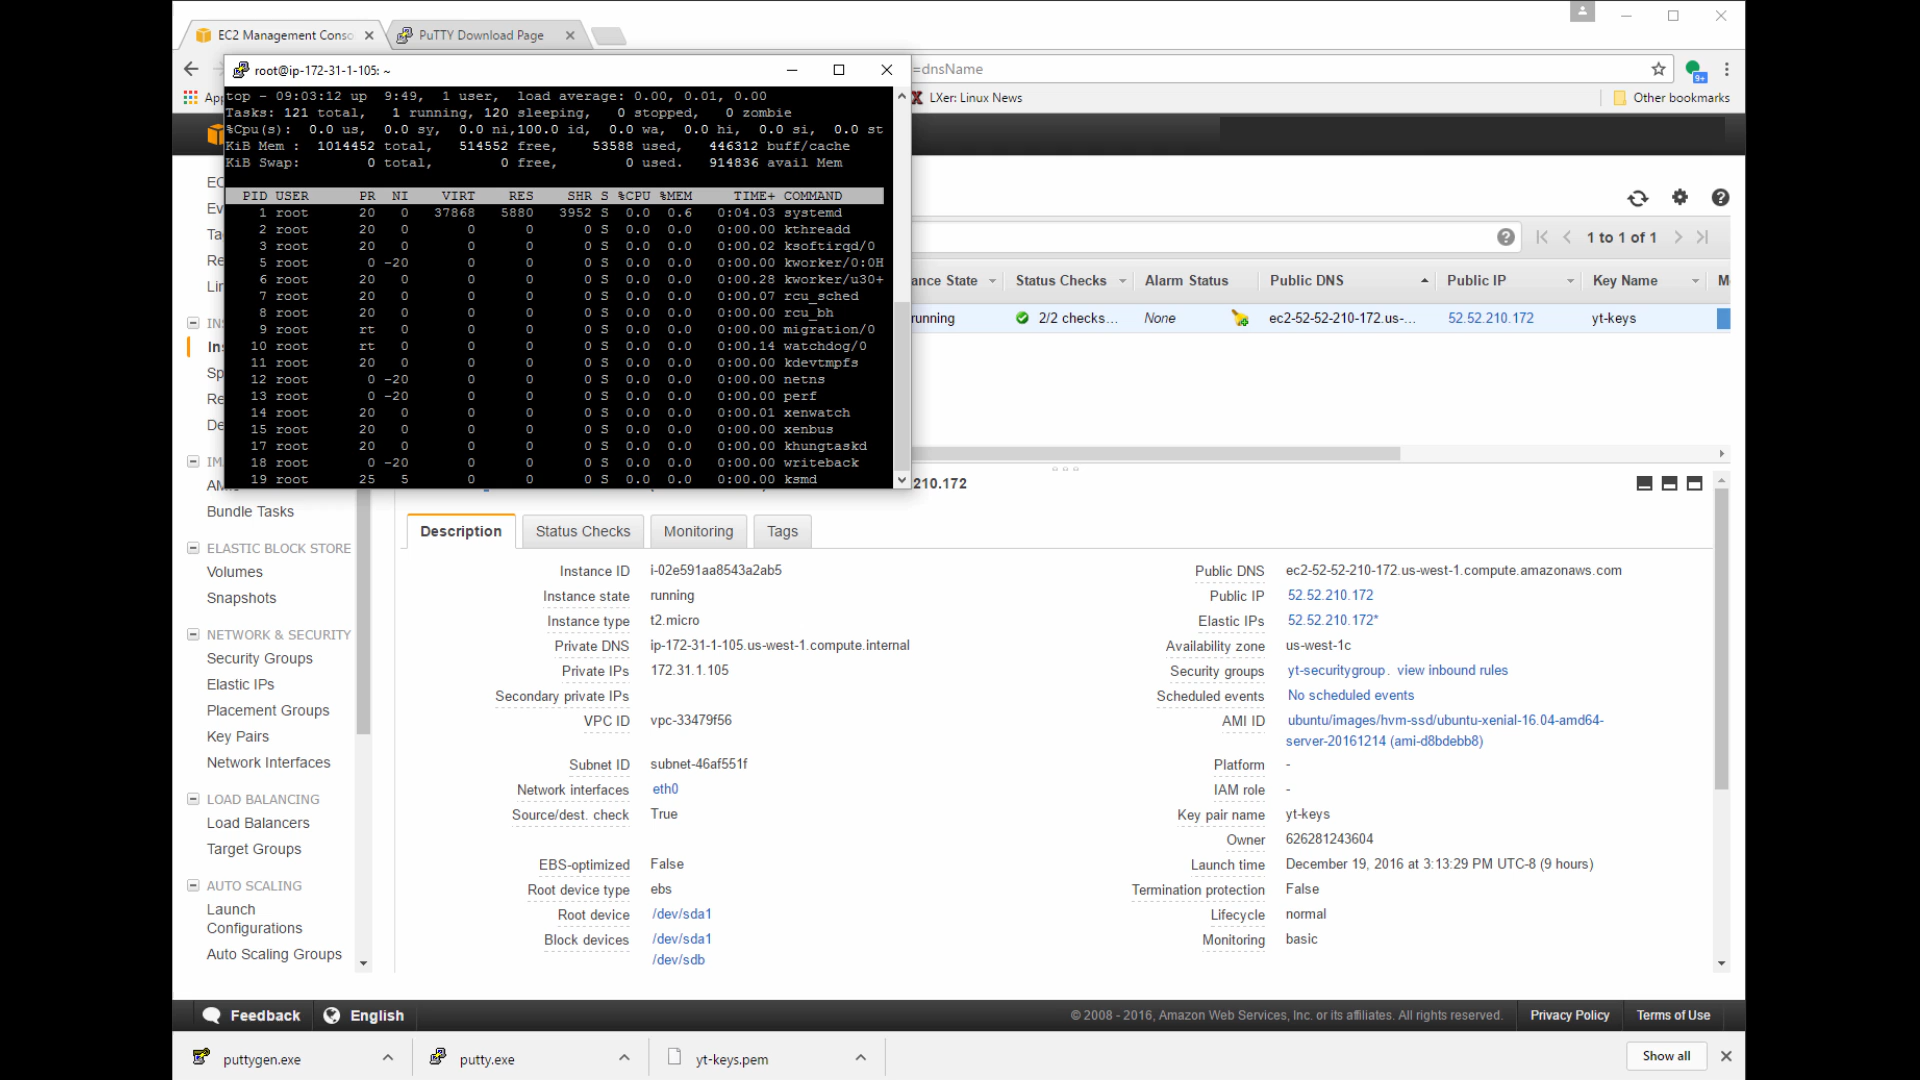 EC2 Management Conso
PuTTY Download Page
root@ip-172-31-1-105: ~
=dnsName
9+
App
LXer: Linux News
Other bookmarks
top - 09:03:12 up  9:49,  1 user,  load average: 0.00, 0.01, 0.00
Tasks: 121 total,   1 running, 120 sleeping,   0 stopped,   0 zombie
%Cpu(s):  0.0 us,  0.0 sy,  0.0 ni,100.0 id,  0.0 wa,  0.0 hi,  0.0 si,  0.0 st
KiB Mem :  1014452 total,   514552 free,    53588 used,   446312 buff/cache
KiB Swap:        0 total,        0 free,        0 used.   914836 avail Mem
PID USER      PR  NI    VIRT    RES    SHR S %CPU %MEM     TIME+ COMMAND
1 root      20   0   37868   5880   3952 S  0.0  0.6   0:04.03 systemd
2 root      20   0       0      0      0 S  0.0  0.0   0:00.00 kthreadd
3 root      20   0       0      0      0 S  0.0  0.0   0:00.02 ksoftirqd/0
5 root       0 -20       0      0      0 S  0.0  0.0   0:00.00 kworker/0:0H
6 root      20   0       0      0      0 S  0.0  0.0   0:00.28 kworker/u30+
7 root      20   0       0      0      0 S  0.0  0.0   0:00.07 rcu_sched
8 root      20   0       0      0      0 S  0.0  0.0   0:00.00 rcu_bh
9 root      rt   0       0      0      0 S  0.0  0.0   0:00.00 migration/0
10 root      rt   0       0      0      0 S  0.0  0.0   0:00.14 watchdog/0
11 root      20   0       0      0      0 S  0.0  0.0   0:00.00 kdevtmpfs
12 root       0 -20       0      0      0 S  0.0  0.0   0:00.00 netns
13 root       0 -20       0      0      0 S  0.0  0.0   0:00.00 perf
14 root      20   0       0      0      0 S  0.0  0.0   0:00.01 xenwatch
15 root      20   0       0      0      0 S  0.0  0.0   0:00.00 xenbus
17 root      20   0       0      0      0 S  0.0  0.0   0:00.00 khungtaskd
18 root       0 -20       0      0      0 S  0.0  0.0   0:00.00 writeback
19 root      25   5       0      0      0 S  0.0  0.0   0:00.00 ksmd
1 to 1 of 1
ance State Status Checks Alarm Status Public DNS Public IP Key Name M
unning 2/2 checks... None ec2-52-52-210-172.us-... 52.52.210.172 yt-keys
210.172
EC
Ev
Ta
Re
Lin
INS
Ins
Sp
Re
De
IM
AMIs
Bundle Tasks
ELASTIC BLOCK STORE
Volumes
Snapshots
NETWORK & SECURITY
Security Groups
Elastic IPs
Placement Groups
Key Pairs
Network Interfaces
LOAD BALANCING
Load Balancers
Target Groups
AUTO SCALING
Launch
Configurations
Auto Scaling Groups
Description Status Checks Monitoring Tags
Instance ID i-02e591aa8543a2ab5
Instance state running
Instance type t2.micro
Private DNS ip-172-31-1-105.us-west-1.compute.internal
Private IPs 172.31.1.105
Secondary private IPs
VPC ID vpc-33479f56
Subnet ID subnet-46af551f
Network interfaces eth0
Source/dest. check True
EBS-optimized False
Root device type ebs
Root device /dev/sda1
Block devices /dev/sda1
/dev/sdb
Public DNS ec2-52-52-210-172.us-west-1.compute.amazonaws.com
Public IP 52.52.210.172
Elastic IPs 52.52.210.172*
Availability zone us-west-1c
Security groups yt-securitygroup. view inbound rules
Scheduled events No scheduled events
AMI ID ubuntu/images/hvm-ssd/ubuntu-xenial-16.04-amd64-
server-20161214 (ami-d8bdebb8)
Platform -
IAM role -
Key pair name yt-keys
Owner 626281243604
Launch time December 19, 2016 at 3:13:29 PM UTC-8 (9 hours)
Termination protection False
Lifecycle normal
Monitoring basic
Feedback English
© 2008 - 2016, Amazon Web Services, Inc. or its affiliates. All rights reserved. Privacy Policy Terms of Use
puttygen.exe putty.exe yt-keys.pem Show all